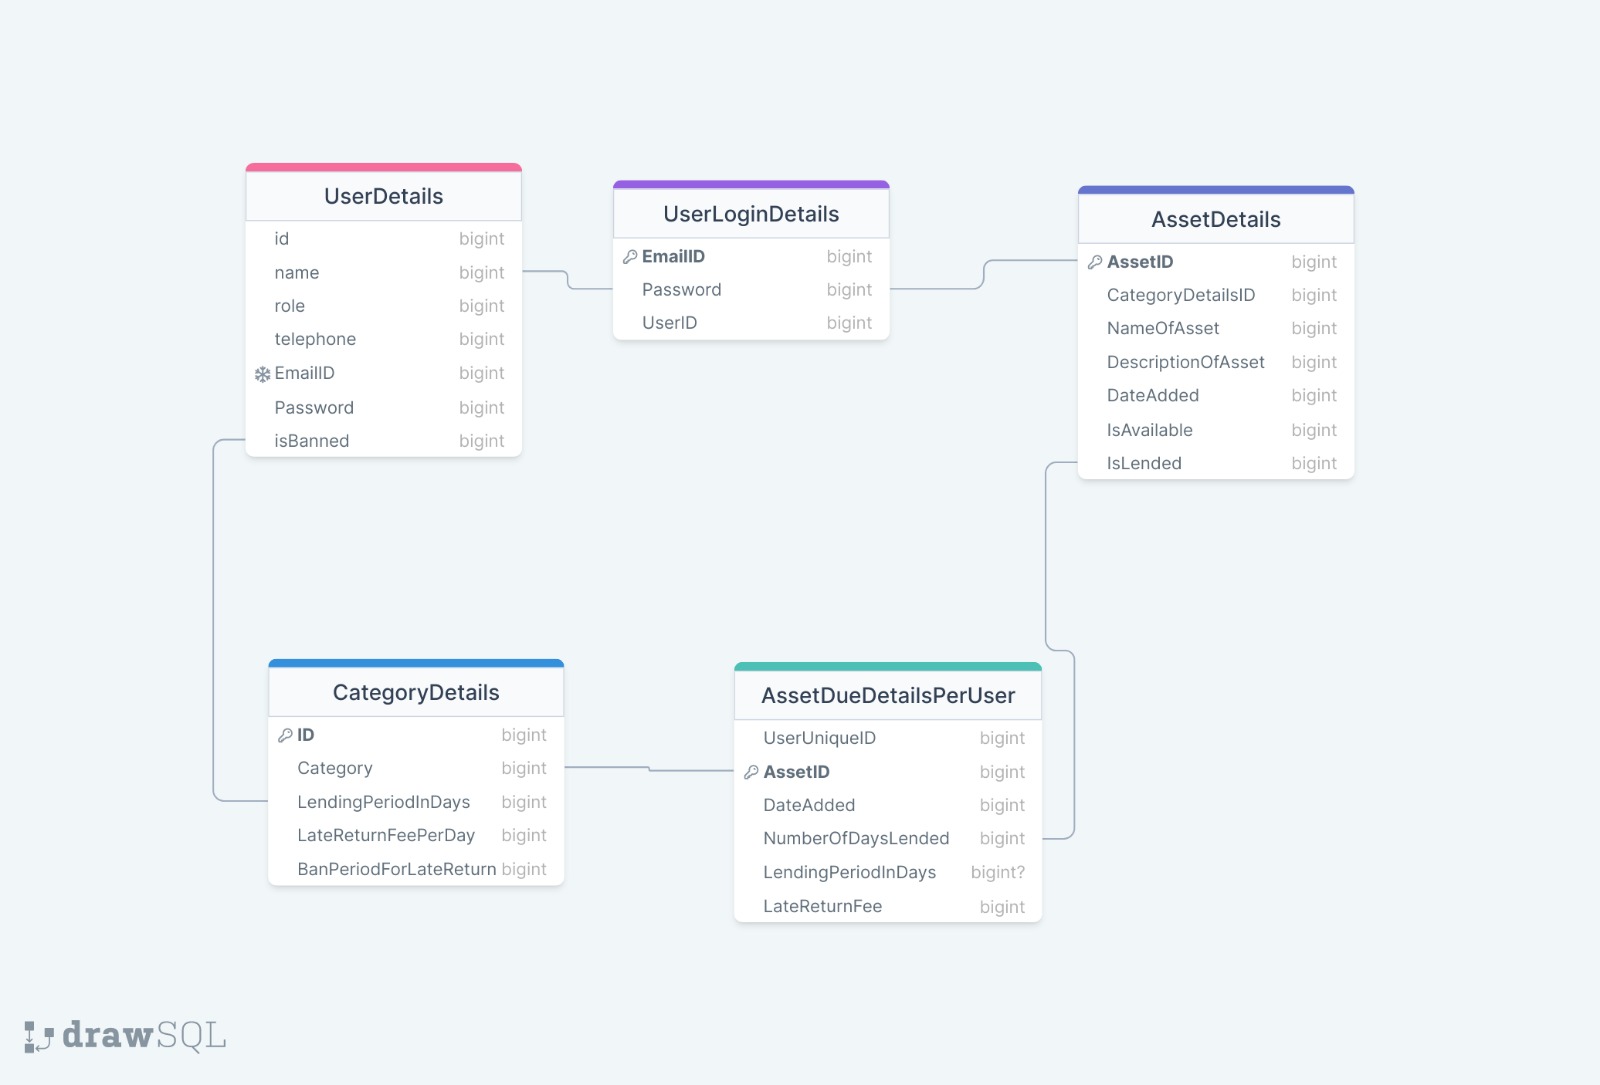 UserDetails
id bigint
name bigint
role bigint
telephone bigint
EmailID bigint
Password bigint
isBanned bigint
UserLoginDetails
EmailID bigint
Password bigint
UserID bigint
AssetDetails
AssetID bigint
CategoryDetailsID bigint
NameOfAsset bigint
DescriptionOfAsset bigint
DateAdded bigint
IsAvailable bigint
IsLended bigint
CategoryDetails
ID bigint
Category bigint
LendingPeriodInDays bigint
LateReturnFeePerDay bigint
BanPeriodForLateReturn bigint
AssetDueDetailsPerUser
UserUniqueID bigint
AssetID bigint
DateAdded bigint
NumberOfDaysLended bigint
LendingPeriodInDays bigint?
LateReturnFee bigint
drawSQL